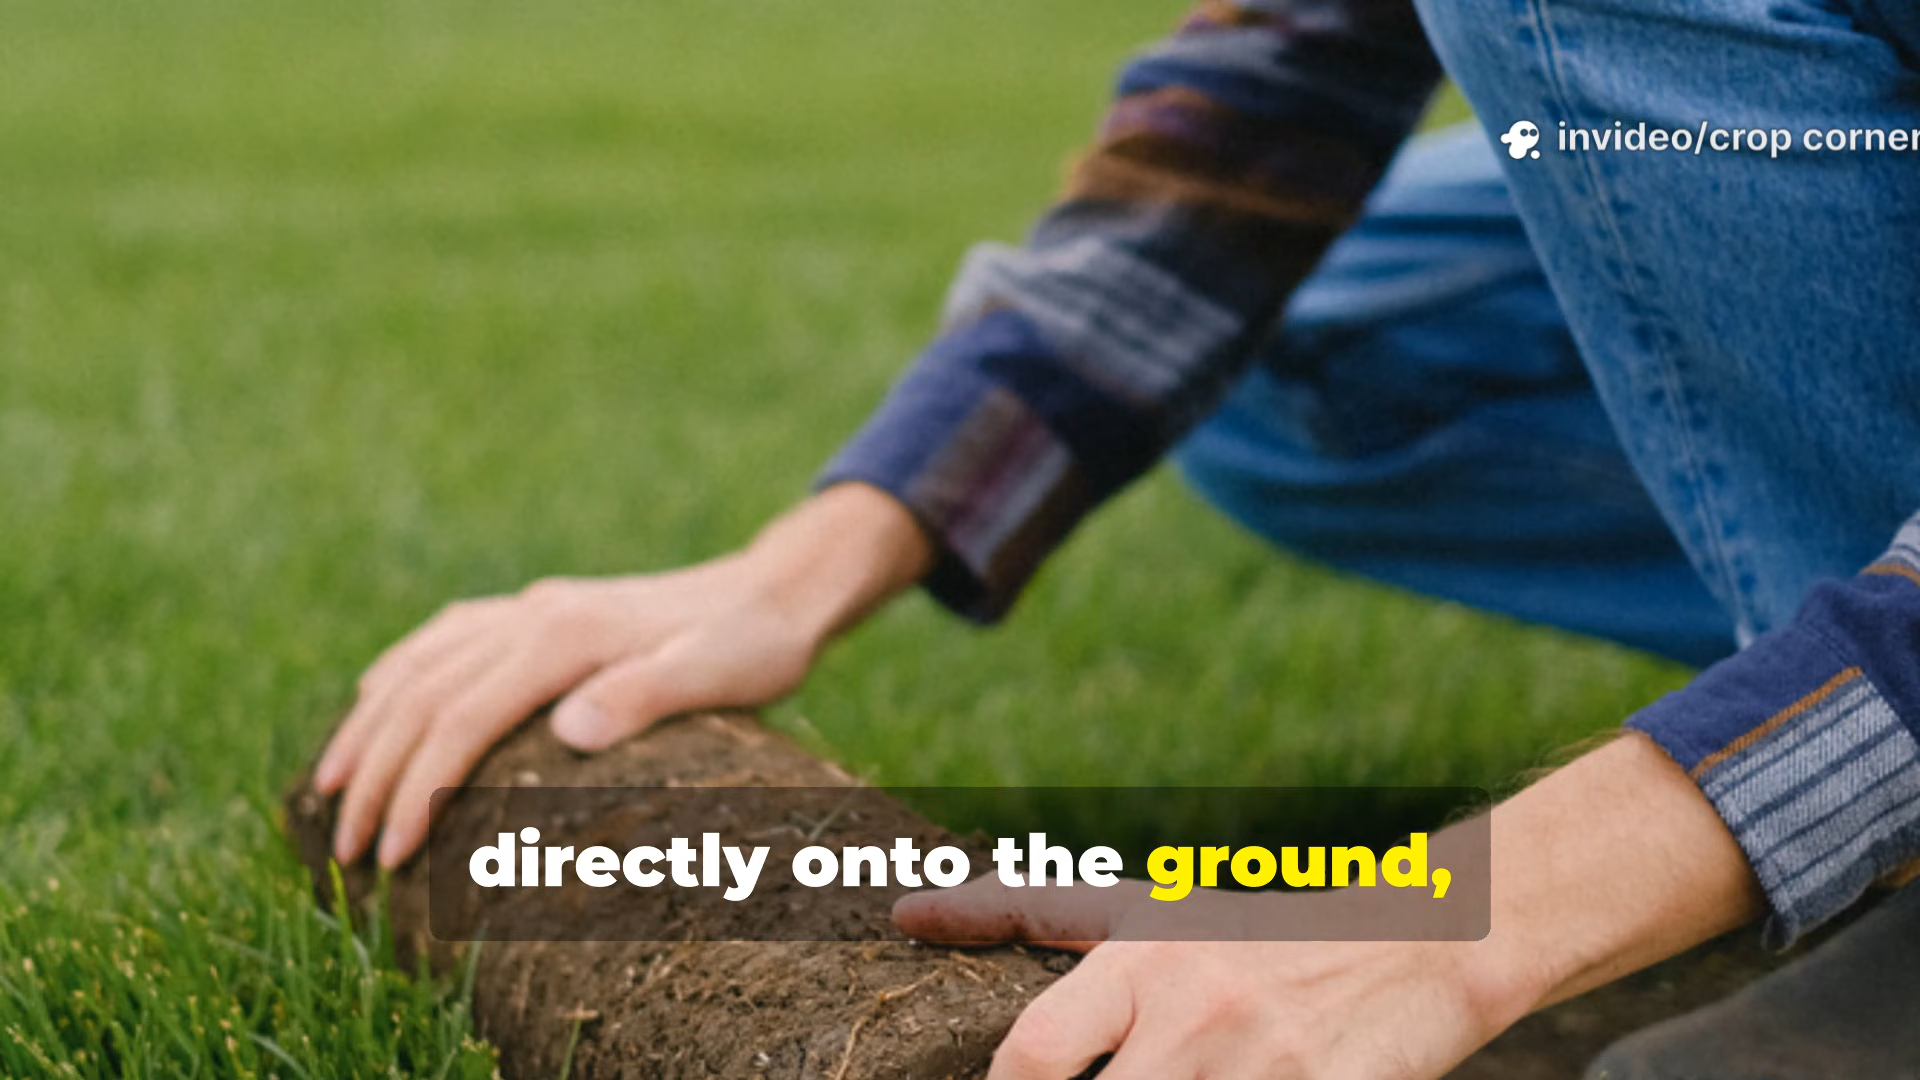 invideo/crop corner
directly onto the ground,